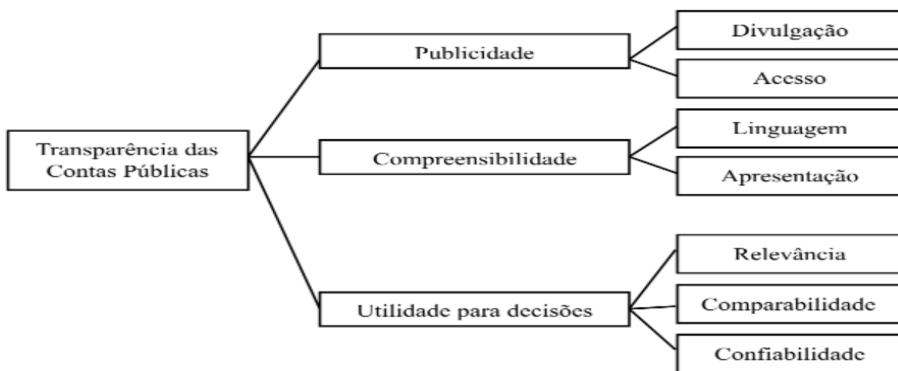 Transparência das
Contas Públicas
Publicidade
Divulgação
Acesso
Compreensibilidade
Linguagem
Apresentação
Utilidade para decisões
Relevância
Comparabilidade
Confiabilidade